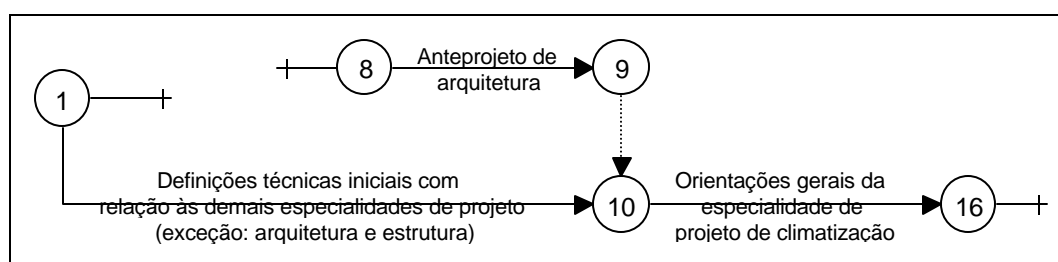 8
Anteprojeto de
arquitetura
9
1
Definições técnicas iniciais com
relação às demais especialidades de projeto
(exceção: arquitetura e estrutura)
10
Orientações gerais da
especialidade de
projeto de climatização
16